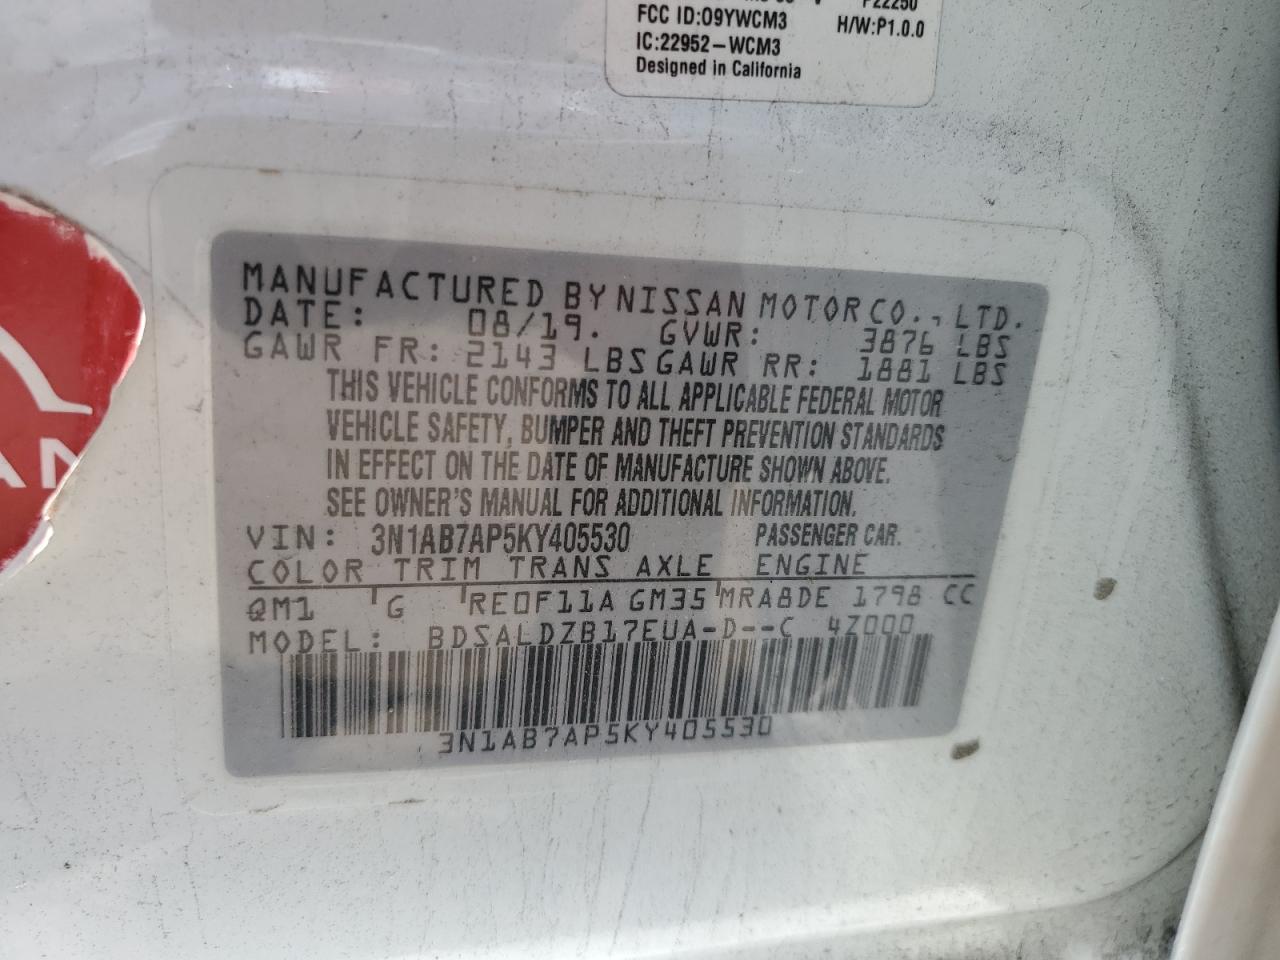 P22250
FCC ID:O9YWCM3
H/W:P1.0.0
IC:22952-WCM3
Designed in California
MANUFACTURED BY NISSAN MOTOR CO., LTD.
DATE: 08/19. GVWR: 3876 LBS
GAWR FR: 2143 LBS GAWR RR: 1881 LBS
THIS VEHICLE CONFORMS TO ALL APPLICABLE FEDERAL MOTOR
VEHICLE SAFETY, BUMPER AND THEFT PREVENTION STANDARDS
IN EFFECT ON THE DATE OF MANUFACTURE SHOWN ABOVE.
SEE OWNER'S MANUAL FOR ADDITIONAL INFORMATION.
VIN: 3N1AB7AP5KY405530 PASSENGER CAR.
COLOR TRIM TRANS AXLE ENGINE
QM1 G RE0F11A GM35 MRA8DE 1798 CC
MODEL: BDSALDZB17EUA-D--C 4Z000
3N1AB7AP5KY405530